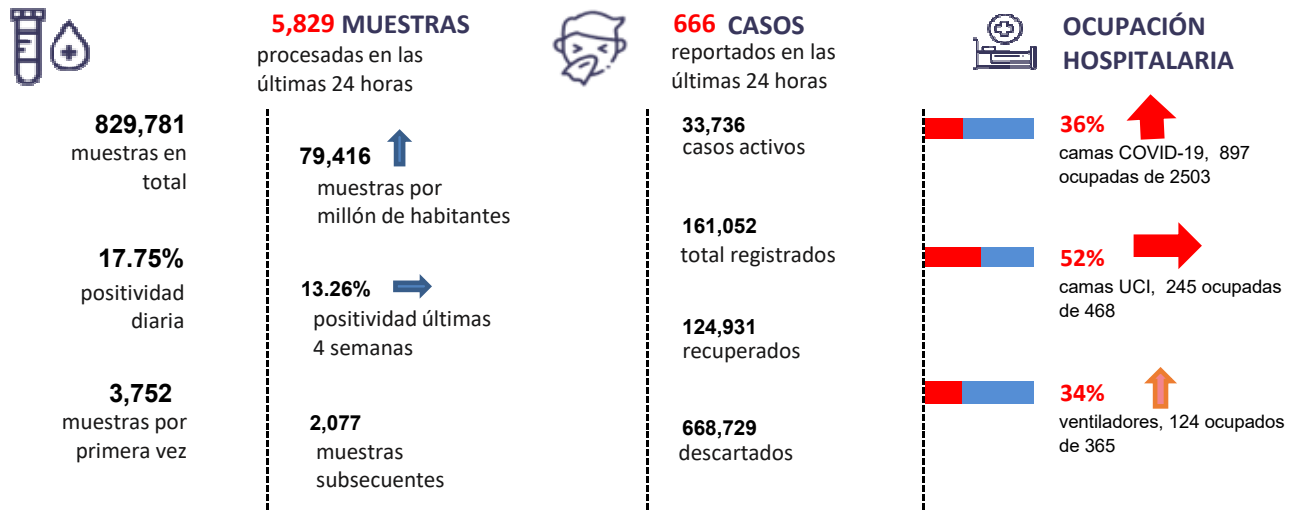 5,829 MUESTRAS
procesadas en las
últimas 24 horas
829,781
muestras en
total
17.75%
positividad
diaria
3,752
muestras por
primera vez
79,416
muestras por
millón de habitantes
13.26%
positividad últimas
4 semanas
2,077
muestras
subsecuentes
666 CASOS
reportados en las
últimas 24 horas
33,736
casos activos
161,052
total registrados
124,931
recuperados
668,729
descartados
OCUPACIÓN
HOSPITALARIA
36%
camas COVID-19, 897
ocupadas de 2503
52%
camas UCI, 245 ocupadas
de 468
34%
ventiladores, 124 ocupados
de 365